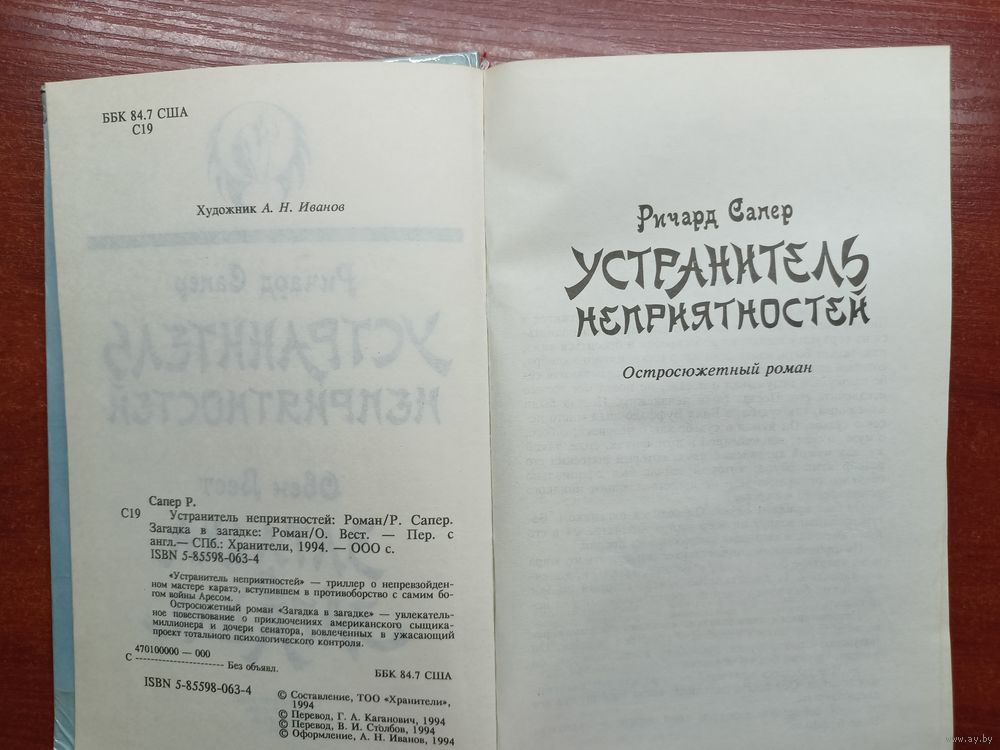 ББК 84.7 США
С19
Художник А. Н. Иванов
Сапер Р.
С19 Устранитель неприятностей: Роман/Р. Сапер.
Загадка в загадке: Роман/О. Вест. — Пер. с
англ.— СПб.: Хранители, 1994. — ООО с.
ISBN 5-85598-063-4
«Устранитель неприятностей» — триллер о непревзойден-
ном мастере каратэ, вступившем в противоборство с самим бо-
гом войны Аресом.
Остросюжетный роман «Загадка в загадке» — увлекатель-
ное повествование о приключениях американского сыщика-
миллионера и дочери сенатора, вовлеченных в ужасающий
проект тотального психологического контроля.
С 470100000 — 000
Без объявл.
ББК 84.7 США
ISBN 5-85598-063-4
© Составление, ТОО «Хранители»,
1994
© Перевод, Г. А. Каганович, 1994
© Перевод, В. И. Столбов, 1994
© Оформление, А. Н. Иванов, 1994
Ричард Сапер
УСТРАНИТЕЛЬ
НЕПРИЯТНОСТЕЙ
Остросюжетный роман
www.ay.by